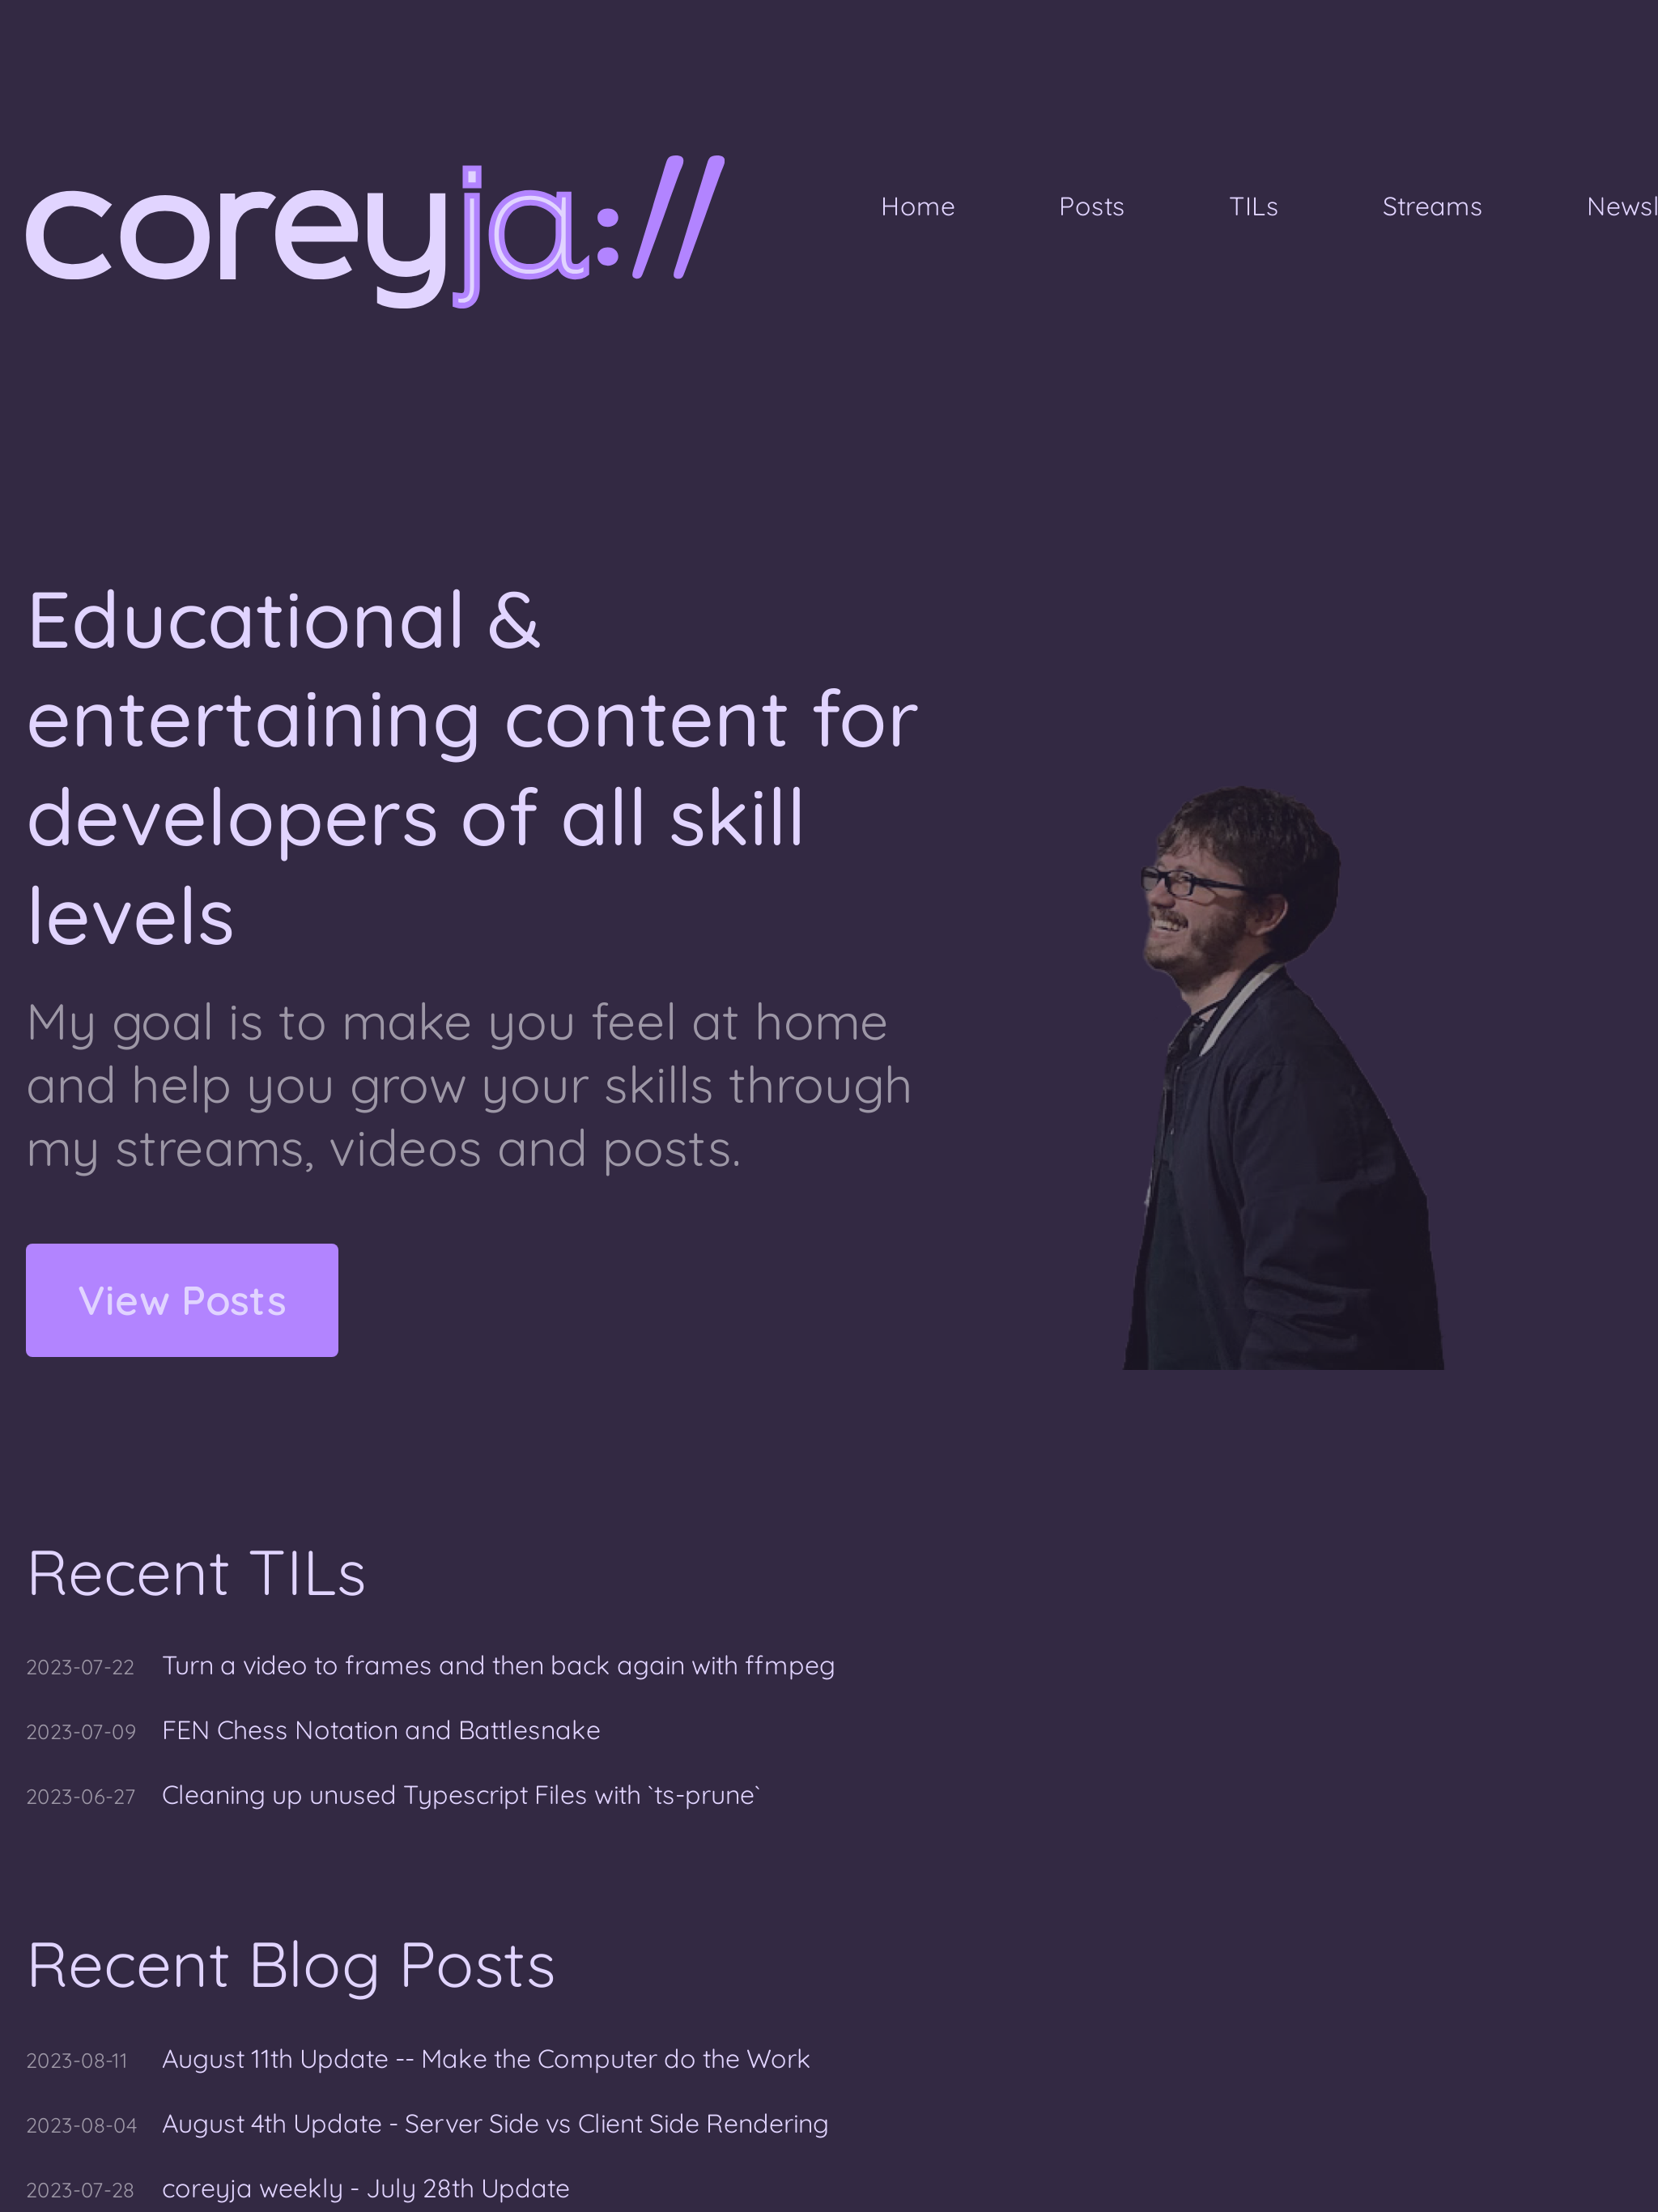 coreyja://
Home Posts TILs Streams Newsl
Educational &
entertaining content for
developers of all skill
levels
My goal is to make you feel at home
and help you grow your skills through
my streams, videos and posts.
View Posts
Recent TILs
2023-07-22 Turn a video to frames and then back again with ffmpeg
2023-07-09 FEN Chess Notation and Battlesnake
2023-06-27 Cleaning up unused Typescript Files with `ts-prune`
Recent Blog Posts
2023-08-11 August 11th Update -- Make the Computer do the Work
2023-08-04 August 4th Update - Server Side vs Client Side Rendering
2023-07-28 coreyja weekly - July 28th Update